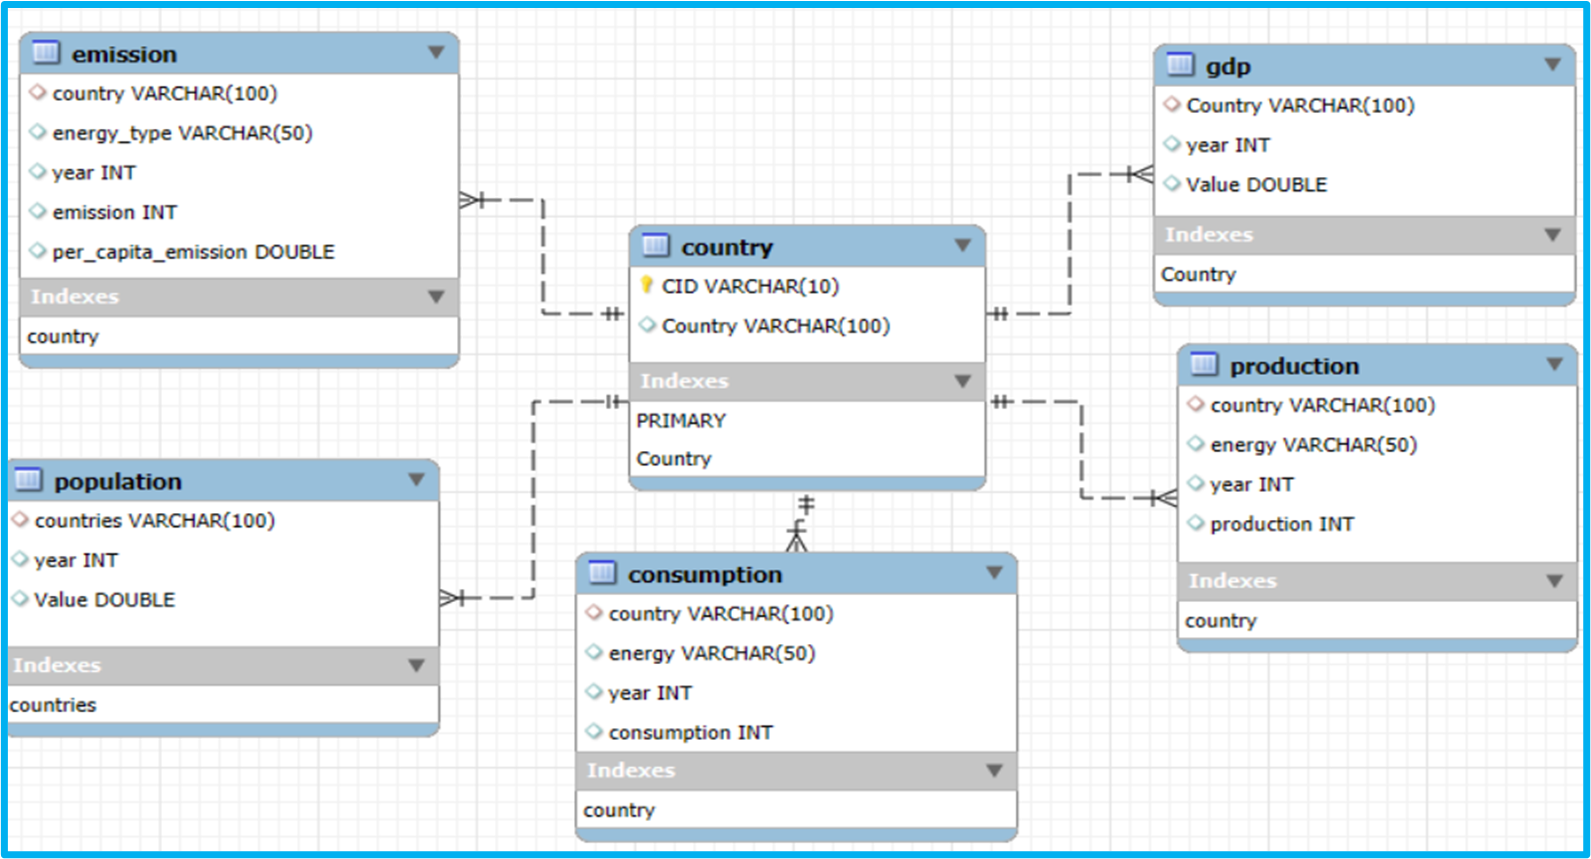 emission
country VARCHAR(100)
energy_type VARCHAR(50)
year INT
emission INT
per_capita_emission DOUBLE
Indexes
country
gdp
Country VARCHAR(100)
year INT
Value DOUBLE
Indexes
Country
country
CID VARCHAR(10)
Country VARCHAR(100)
Indexes
PRIMARY
Country
production
country VARCHAR(100)
energy VARCHAR(50)
year INT
production INT
Indexes
country
population
countries VARCHAR(100)
year INT
Value DOUBLE
Indexes
countries
consumption
country VARCHAR(100)
energy VARCHAR(50)
year INT
consumption INT
Indexes
country